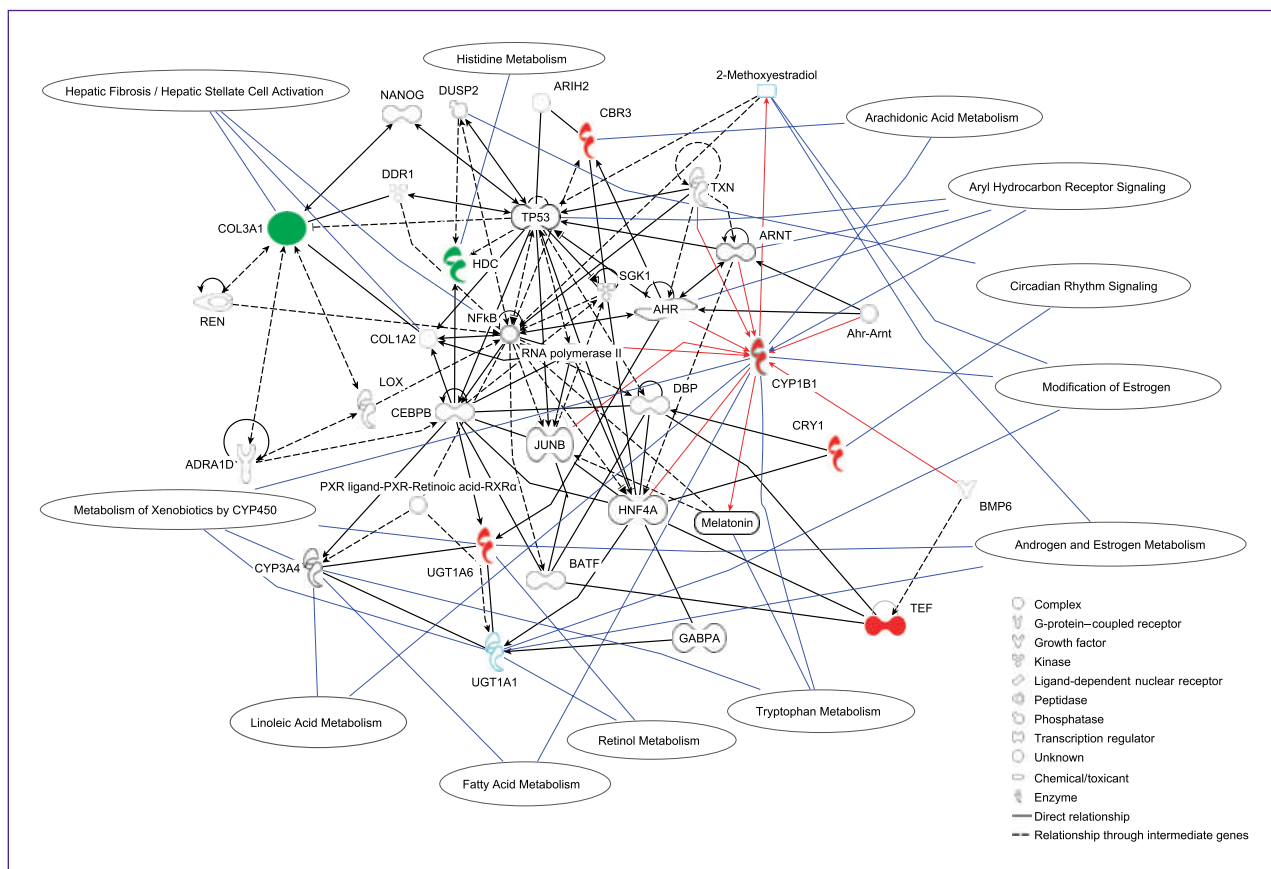 Histidine Metabolism
2-Methoxyestradiol
Hepatic Fibrosis / Hepatic Stellate Cell Activation
NANOG
DUSP2
ARIH2
CBR3
Arachidonic Acid Metabolism
DDR1
TXN
Aryl Hydrocarbon Receptor Signaling
COL3A1
TP53
ARNT
HDC
SGK1
Circadian Rhythm Signaling
REN
NFkB
AHR
Ahr-Arnt
COL1A2
RNA polymerase II
LOX
DBP
CYP1B1
Modification of Estrogen
CEBPB
CRY1
JUNB
ADRA1D
PXR ligand-PXR-Retinoic acid-RXRα
Metabolism of Xenobiotics by CYP450
HNF4A
Melatonin
BMP6
Androgen and Estrogen Metabolism
CYP3A4
UGT1A6
BATF
TEF
GABPA
UGT1A1
Linoleic Acid Metabolism
Retinol Metabolism
Tryptophan Metabolism
Fatty Acid Metabolism
Complex
G-protein–coupled receptor
Growth factor
Kinase
Ligand-dependent nuclear receptor
Peptidase
Phosphatase
Transcription regulator
Unknown
Chemical/toxicant
Enzyme
Direct relationship
Relationship through intermediate genes